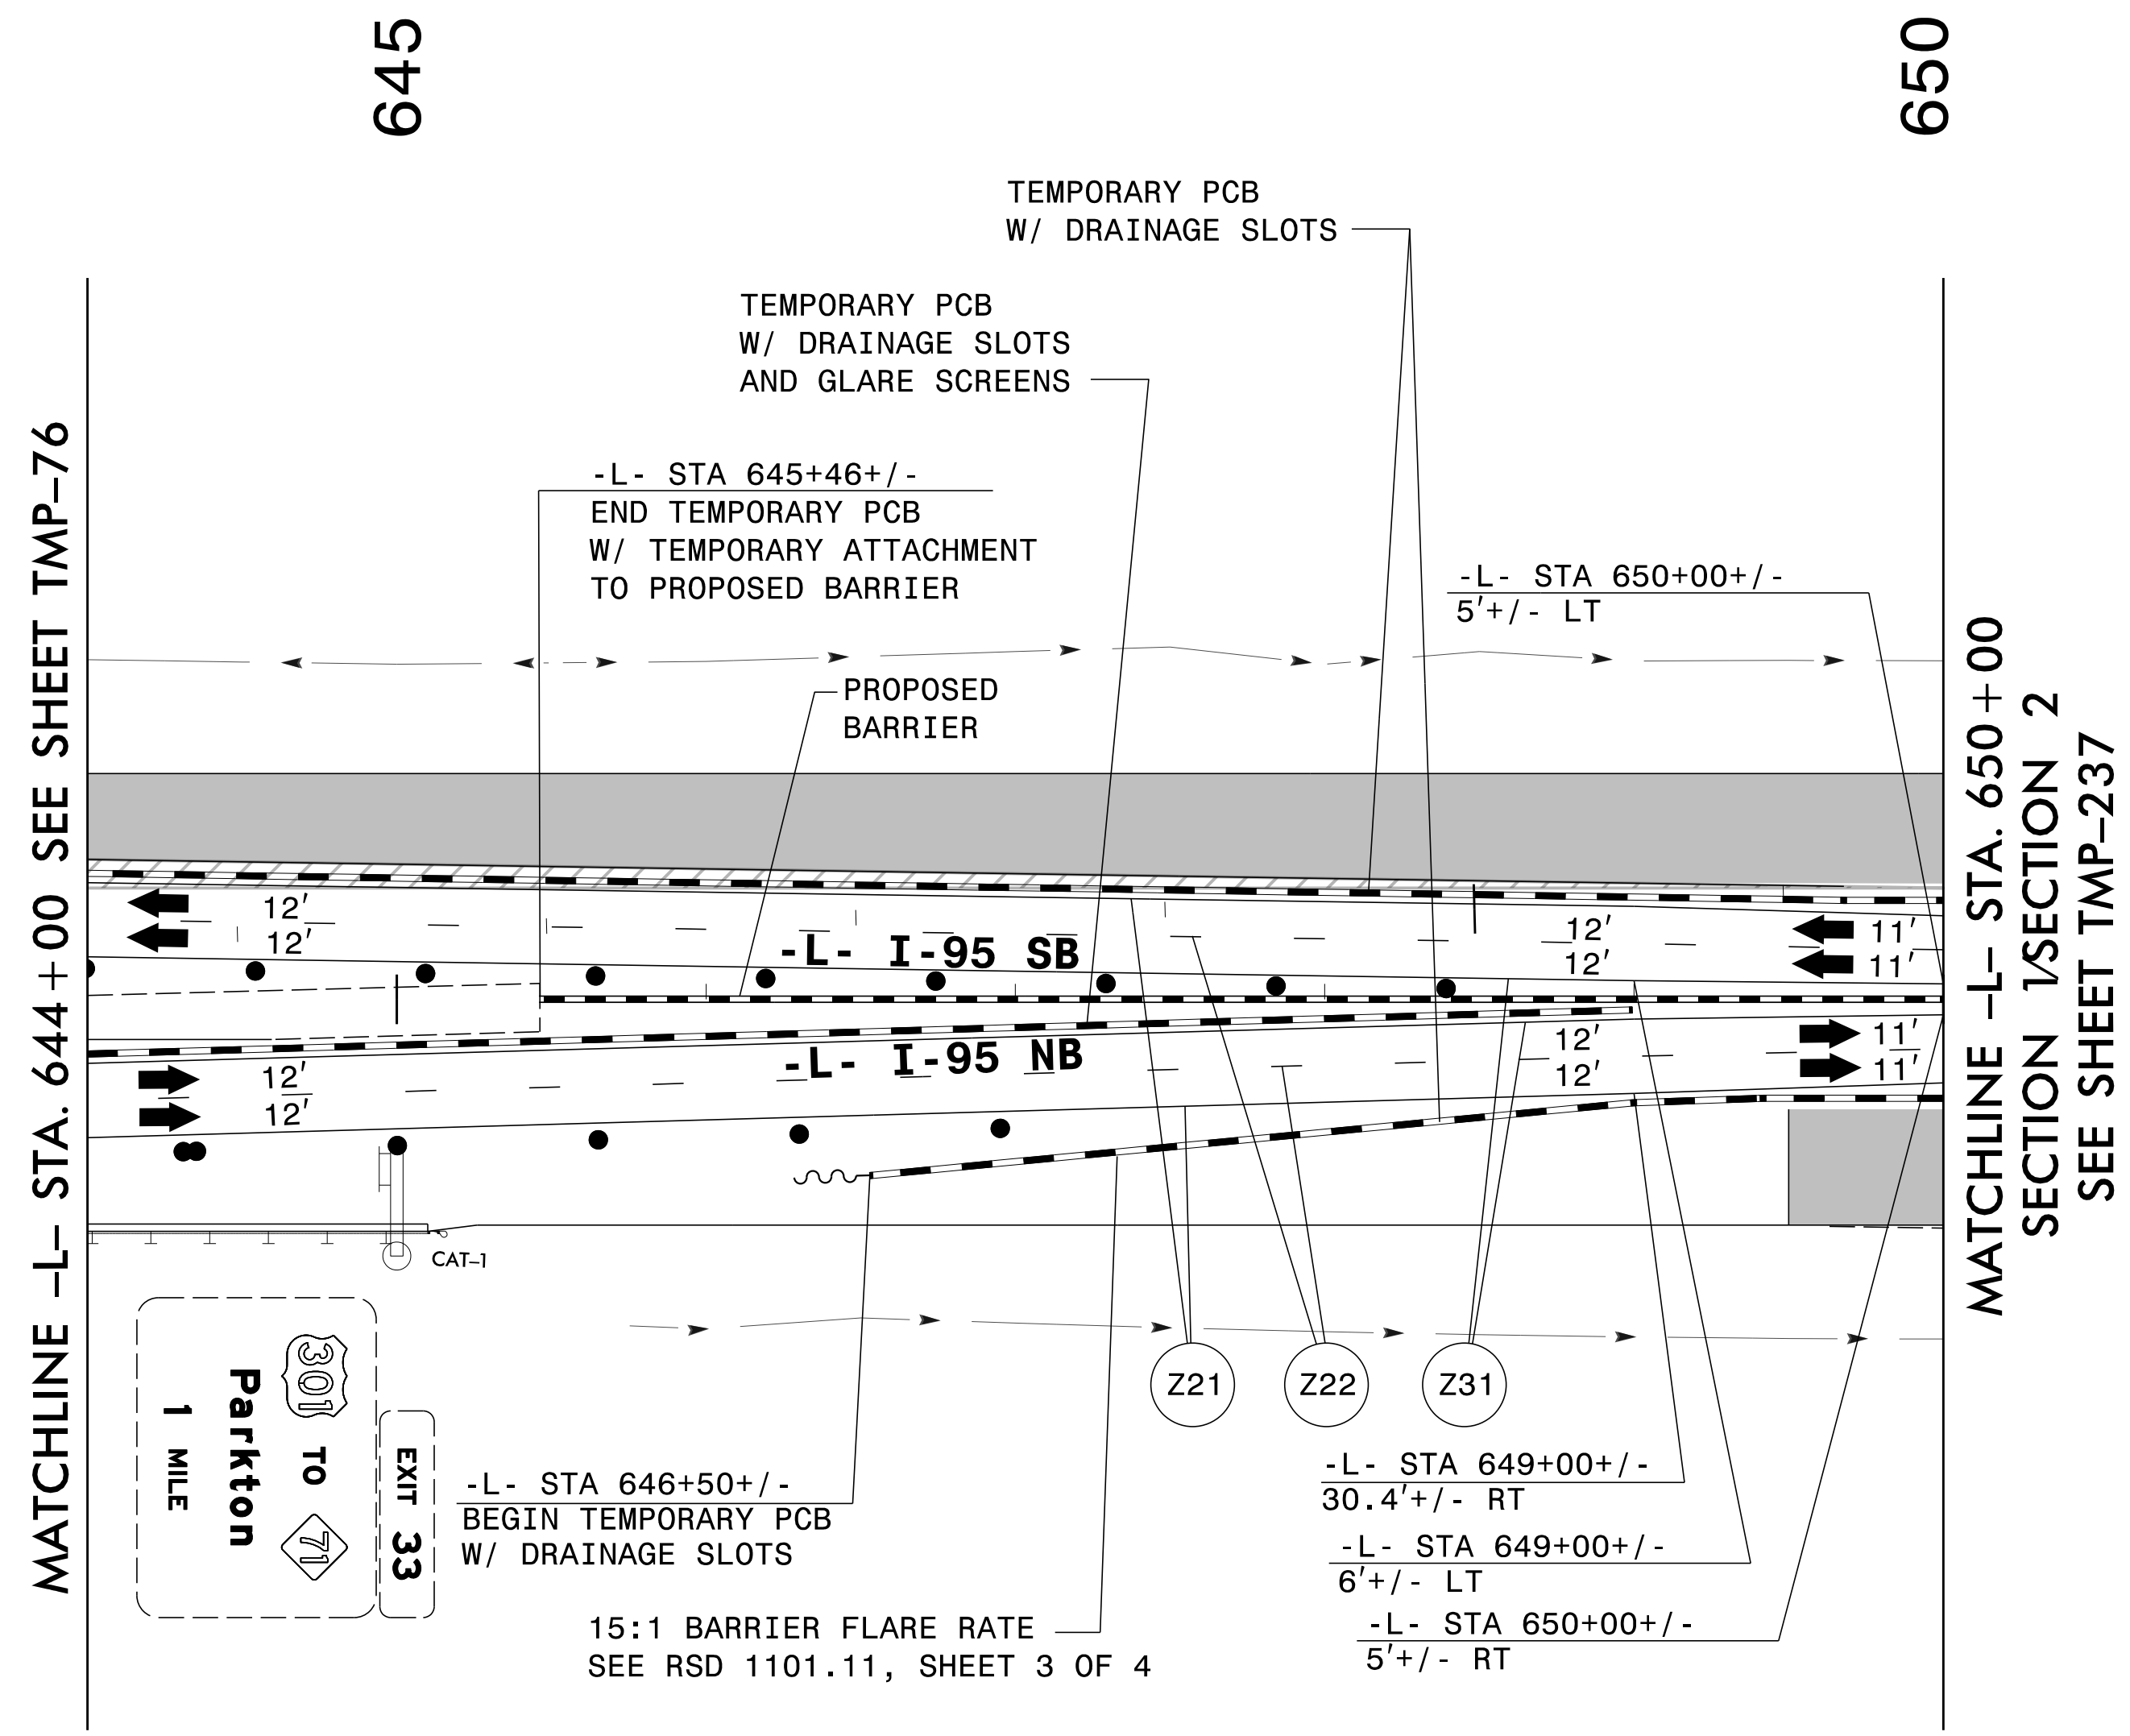 645
650
TEMPORARY PCB
W/ DRAINAGE SLOTS
TEMPORARY PCB
W/ DRAINAGE SLOTS
AND GLARE SCREENS
-L- STA 645+46+/-
END TEMPORARY PCB
W/ TEMPORARY ATTACHMENT
TO PROPOSED BARRIER
-L- STA 650+00+/-
5'+/- LT
PROPOSED
BARRIER
MATCHLINE -L- STA. 644+00 SEE SHEET TMP-76
MATCHLINE -L- STA. 650+00
SECTION 1/SECTION 2
SEE SHEET TMP-237
12'
12'
-L- I-95 SB
12'
12'
11'
11'
12'
12'
-L- I-95 NB
12'
12'
11'
11'
CAT-1
EXIT 33
301 TO 71
Parkton
1 MILE
Z21
Z22
Z31
-L- STA 646+50+/-
BEGIN TEMPORARY PCB
W/ DRAINAGE SLOTS
-L- STA 649+00+/-
30.4'+/- RT
-L- STA 649+00+/-
6'+/- LT
-L- STA 650+00+/-
5'+/- RT
15:1 BARRIER FLARE RATE
SEE RSD 1101.11, SHEET 3 OF 4